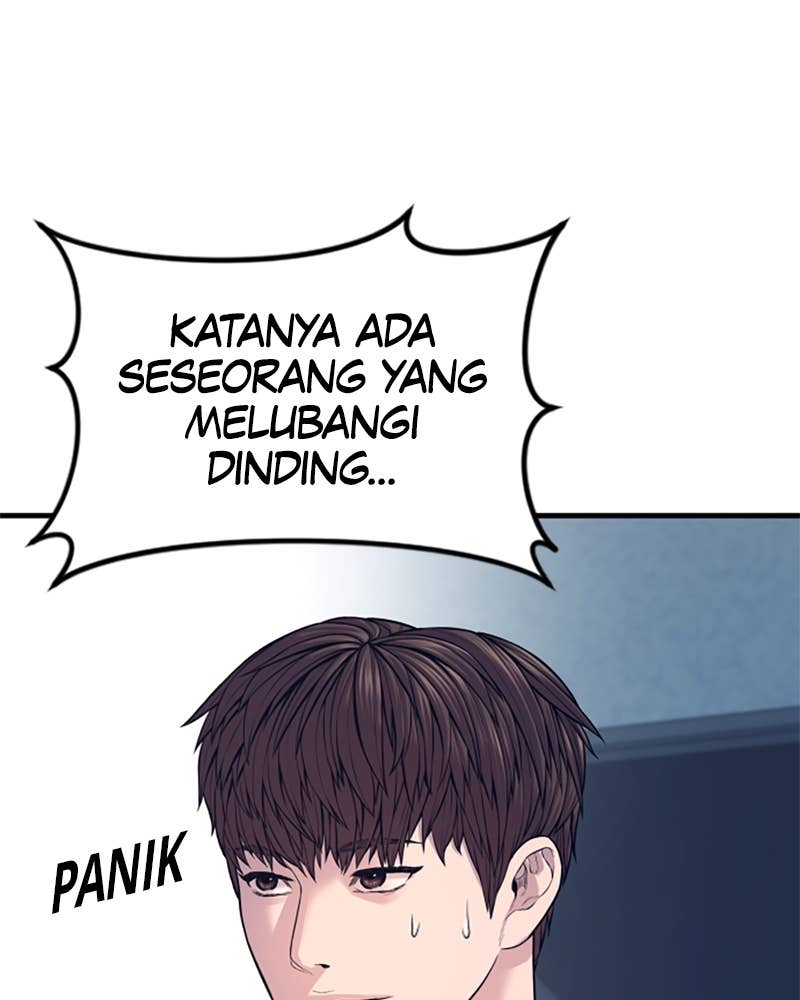 KATANYA ADA
SESEORANG YANG
MELUBANGI
DINDING...
PANIK